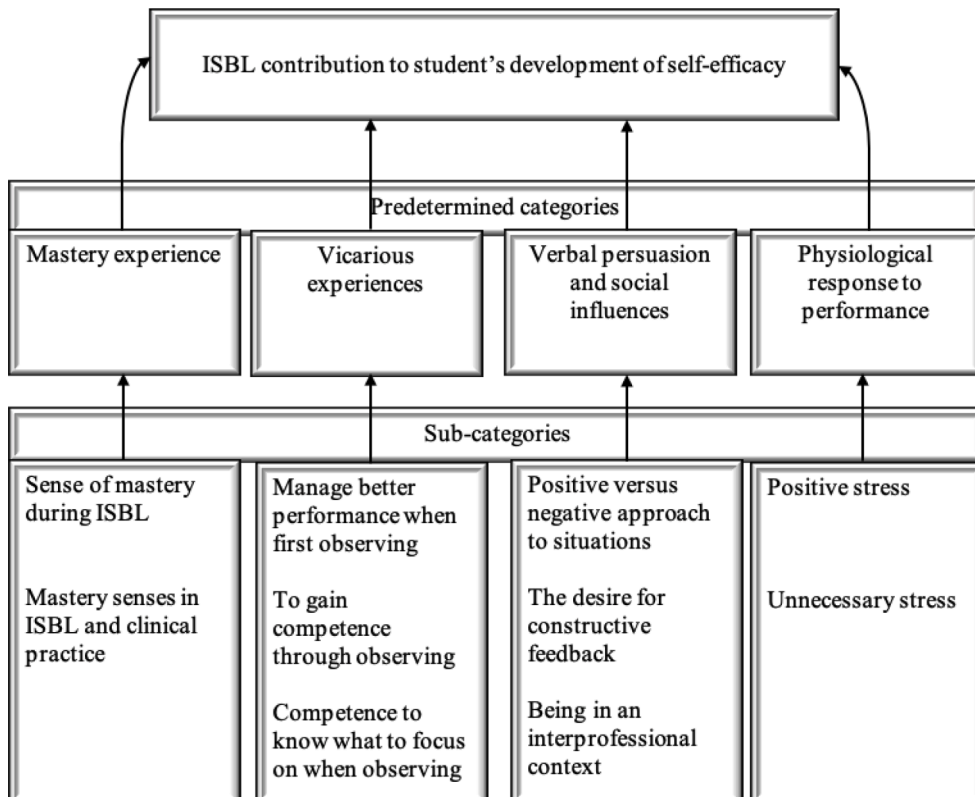 ISBL contribution to student's development of self-efficacy
Predetermined categories
Mastery experience
Vicarious
experiences
Verbal persuasion
and social
influences
Physiological
response to
performance
Sub-categories
Sense of mastery
during ISBL
Mastery senses in
ISBL and clinical
practice
Manage better
performance when
first observing
To gain
competence
through observing
Competence to
know what to focus
on when observing
Positive versus
negative approach
to situations
The desire for
constructive
feedback
Being in an
interprofessional
context
Positive stress
Unnecessary stress